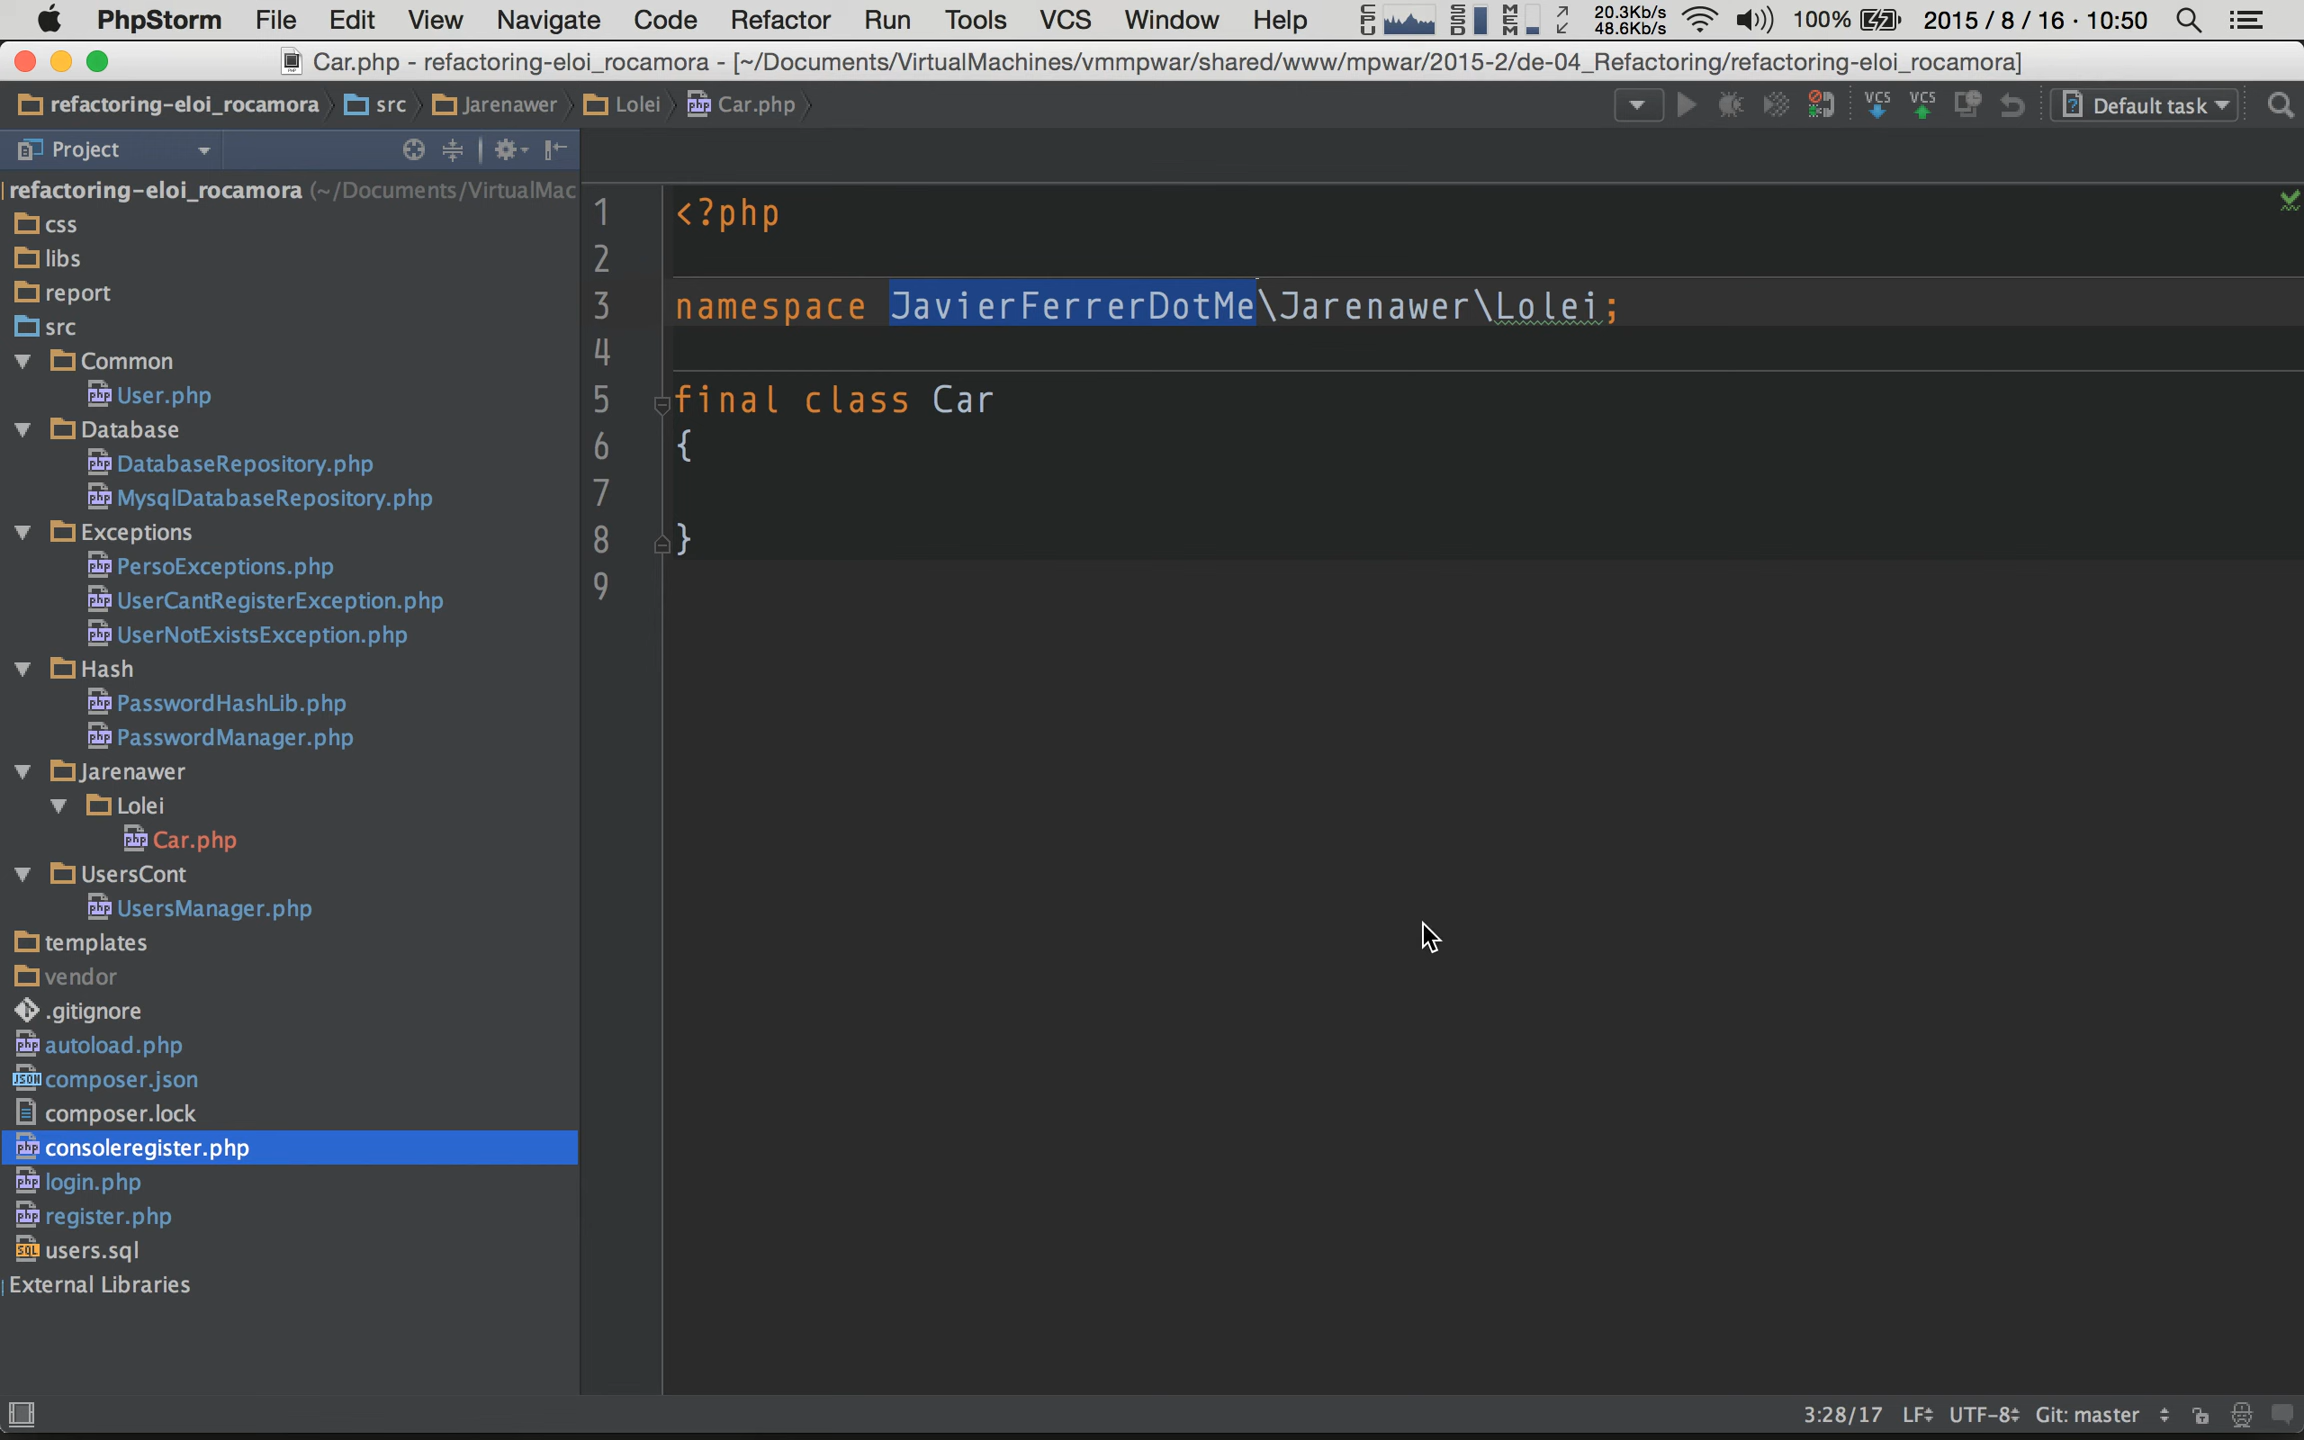 PhpStorm File Edit View Navigate Code Refactor Run Tools VCS Window Help CPU SSD MEM 20.3Kb/s 48.6Kb/s 100% 2015 / 8 / 16 · 10:50
Car.php - refactoring-eloi_rocamora - [~/Documents/VirtualMachines/vmmpwar/shared/www/mpwar/2015-2/de-04_Refactoring/refactoring-eloi_rocamora]
refactoring-eloi_rocamora src Jarenawer Lolei Car.php VCS VCS Default task
Project
refactoring-eloi_rocamora (~/Documents/VirtualMac
css
libs
report
src
Common
User.php
Database
DatabaseRepository.php
MysqlDatabaseRepository.php
Exceptions
PersoExceptions.php
UserCantRegisterException.php
UserNotExistsException.php
Hash
PasswordHashLib.php
PasswordManager.php
Jarenawer
Lolei
Car.php
UsersCont
UsersManager.php
templates
vendor
.gitignore
autoload.php
composer.json
composer.lock
consoleregister.php
login.php
register.php
users.sql
External Libraries
1 <?php
2
3 namespace JavierFerrerDotMe\Jarenawer\Lolei;
4
5 final class Car
6 {
7
8 }
9
3:28/17 LF UTF-8 Git: master